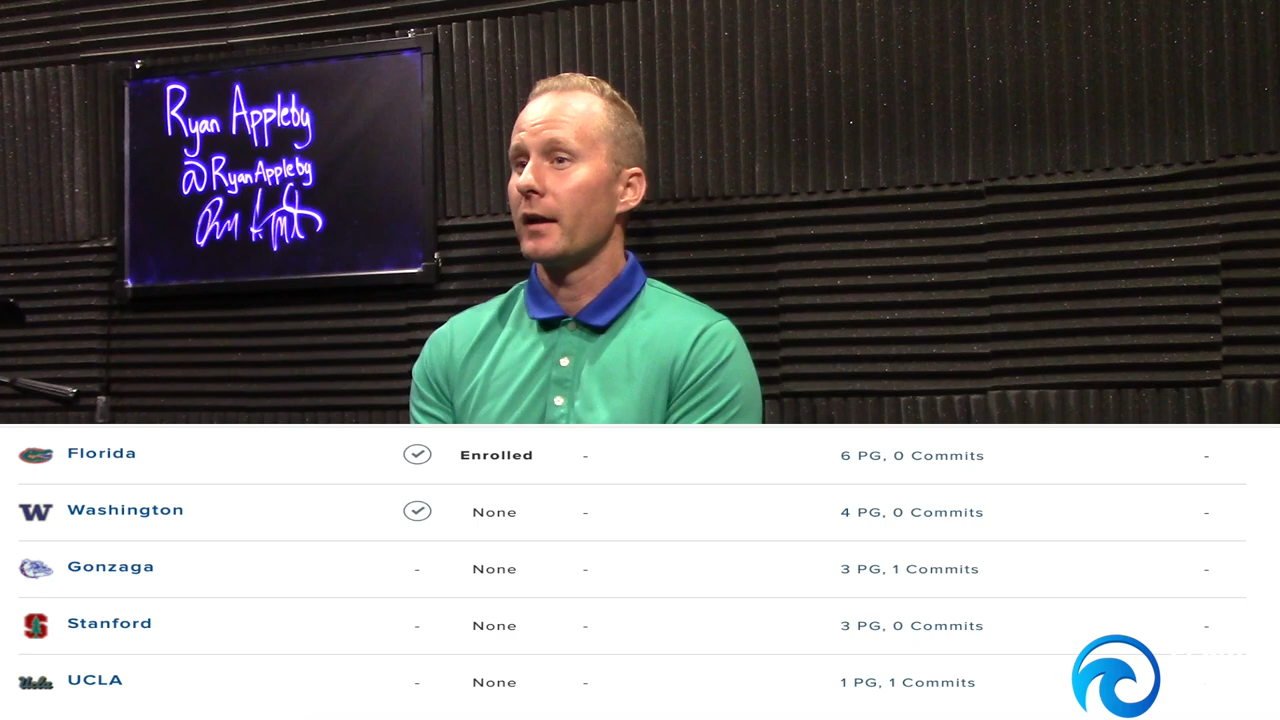 Ryan Appleby
@RyanAppleby
Florida Enrolled - 6 PG, 0 Commits -
W Washington None - 4 PG, 0 Commits -
Gonzaga - None - 3 PG, 1 Commits -
S Stanford - None - 3 PG, 0 Commits -
Ucla UCLA - None - 1 PG, 1 Commits